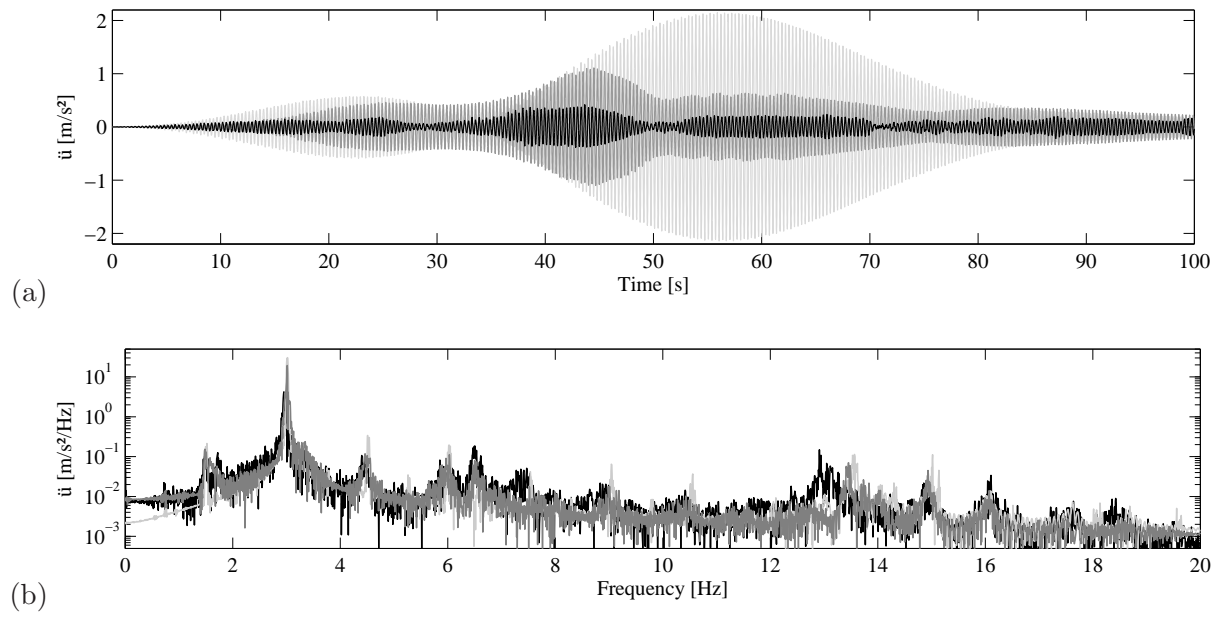 2
1
0
−1
−2
ü [m/s²]
0 10 20 30 40 50 60 70 80 90 100
Time [s]
(a)
10¹
10⁰
10⁻¹
10⁻²
10⁻³
ü [m/s²/Hz]
0 2 4 6 8 10 12 14 16 18 20
Frequency [Hz]
(b)